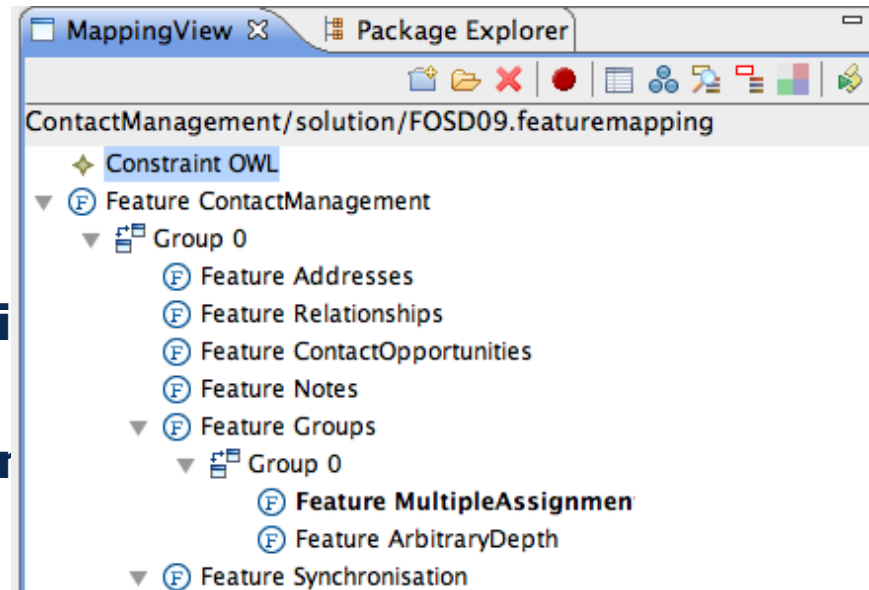 MappingView Package Explorer
ContactManagement/solution/FOSD09.featuremapping
Constraint OWL
F Feature ContactManagement
Group 0
F Feature Addresses
F Feature Relationships
i
F Feature ContactOpportunities
F Feature Notes
F Feature Groups
r
Group 0
F Feature MultipleAssignmen
F Feature ArbitraryDepth
F Feature Synchronisation